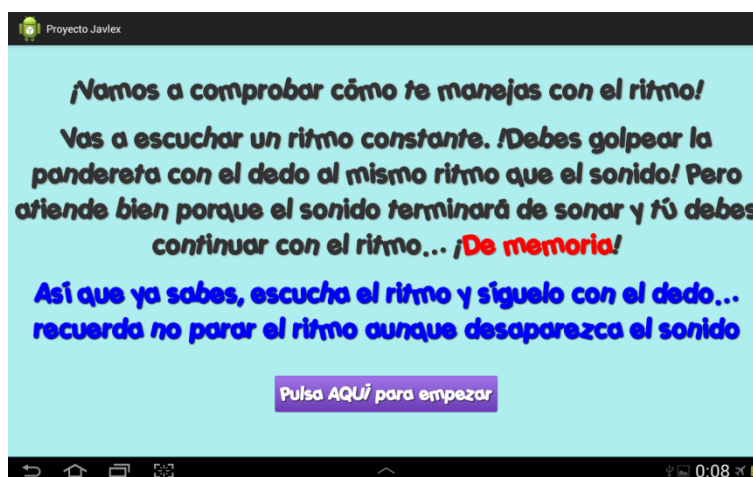 Proyecto Javlex
¡Vamos a comprobar cómo te manejas con el ritmo!
Vas a escuchar un ritmo constante. !Debes golpear la
pandereta con el dedo al mismo ritmo que el sonido! Pero
atiende bien porque el sonido terminará de sonar y tú debes
continuar con el ritmo... ¡De memoria!
Así que ya sabes, escucha el ritmo y síguelo con el dedo...
recuerda no parar el ritmo aunque desaparezca el sonido
Pulsa AQUÍ para empezar
0:08